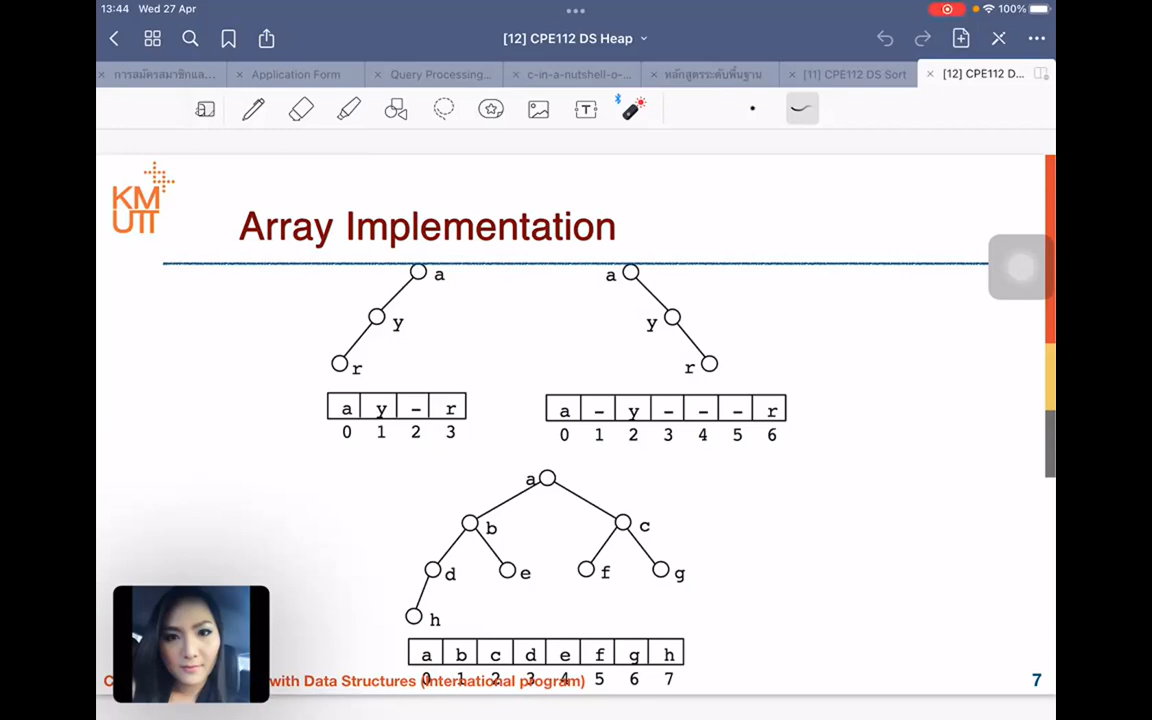 13:44 Wed 27 Apr
100%
[12] CPE112 DS Heap
การสมัครสมาชิกแล...
Application Form
Query Processing...
c-in-a-nutshell-o-...
หลักสูตรระดับพื้นฐาน
[11] CPE112 DS Sort
[12] CPE112 D...
T
KM
UTT
Array Implementation
a
a
y
y
r
r
a y - r
0 1 2 3
a - y - - - r
0 1 2 3 4 5 6
a
b
c
d
e
f
g
h
a b c d e f g h
0 1 2 3 4 5 6 7
with Data Structures (International program)
7